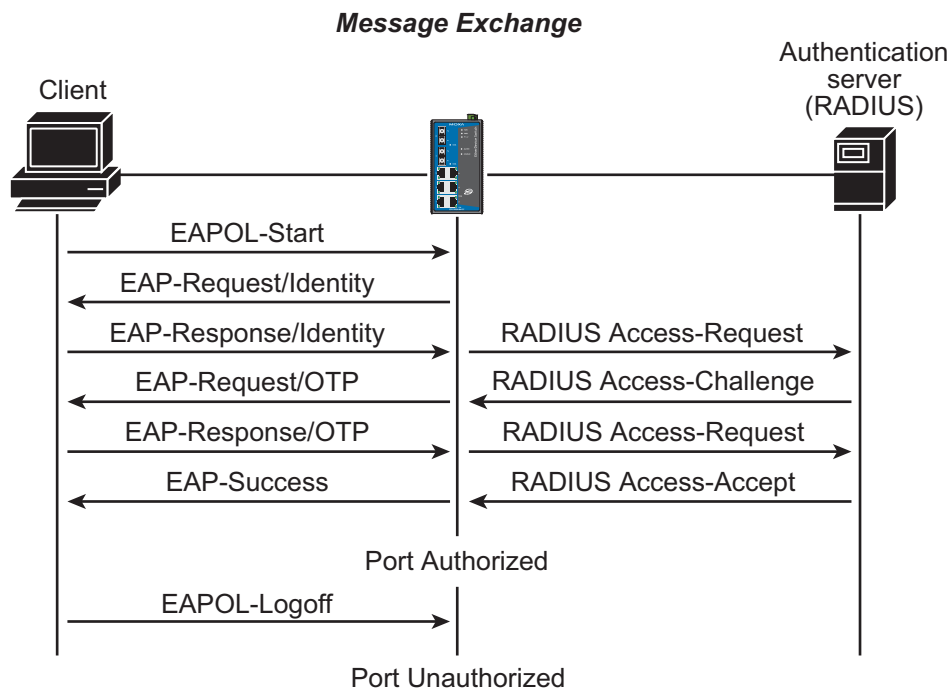 Message Exchange
Authentication
server
(RADIUS)
Client
MOXA
EAPOL-Start
EAP-Request/Identity
EAP-Response/Identity
RADIUS Access-Request
EAP-Request/OTP
RADIUS Access-Challenge
EAP-Response/OTP
RADIUS Access-Request
EAP-Success
RADIUS Access-Accept
Port Authorized
EAPOL-Logoff
Port Unauthorized